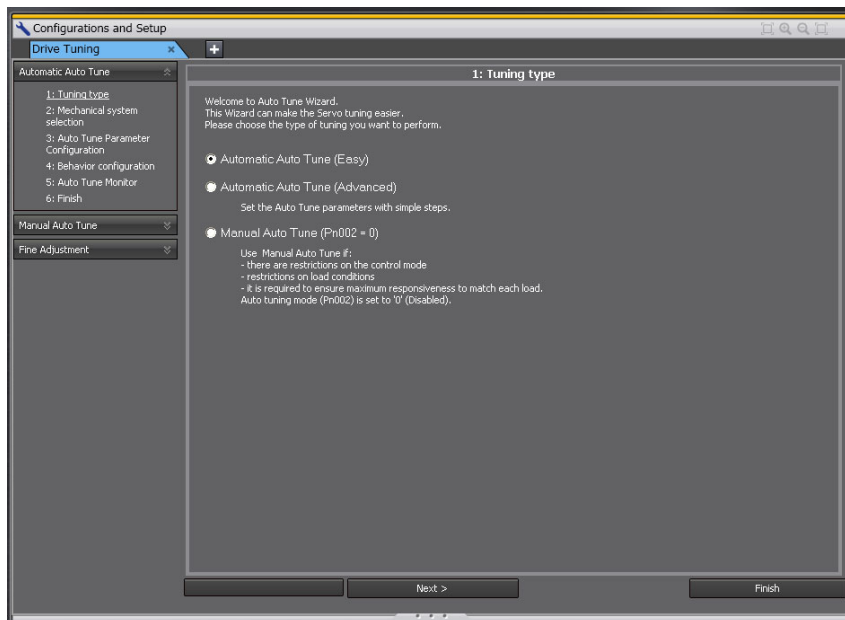 Configurations and Setup
Drive Tuning
Automatic Auto Tune
1: Tuning type
2: Mechanical system
selection
3: Auto Tune Parameter
Configuration
4: Behavior configuration
5: Auto Tune Monitor
6: Finish
Manual Auto Tune
Fine Adjustment
1: Tuning type
Welcome to Auto Tune Wizard.
This Wizard can make the Servo tuning easier.
Please choose the type of tuning you want to perform.
Automatic Auto Tune (Easy)
Automatic Auto Tune (Advanced)
Set the Auto Tune parameters with simple steps.
Manual Auto Tune (Pn002 = 0)
Use Manual Auto Tune if:
- there are restrictions on the control mode
- restrictions on load conditions
- it is required to ensure maximum responsiveness to match each load.
Auto tuning mode (Pn002) is set to '0' (Disabled).
Next >
Finish